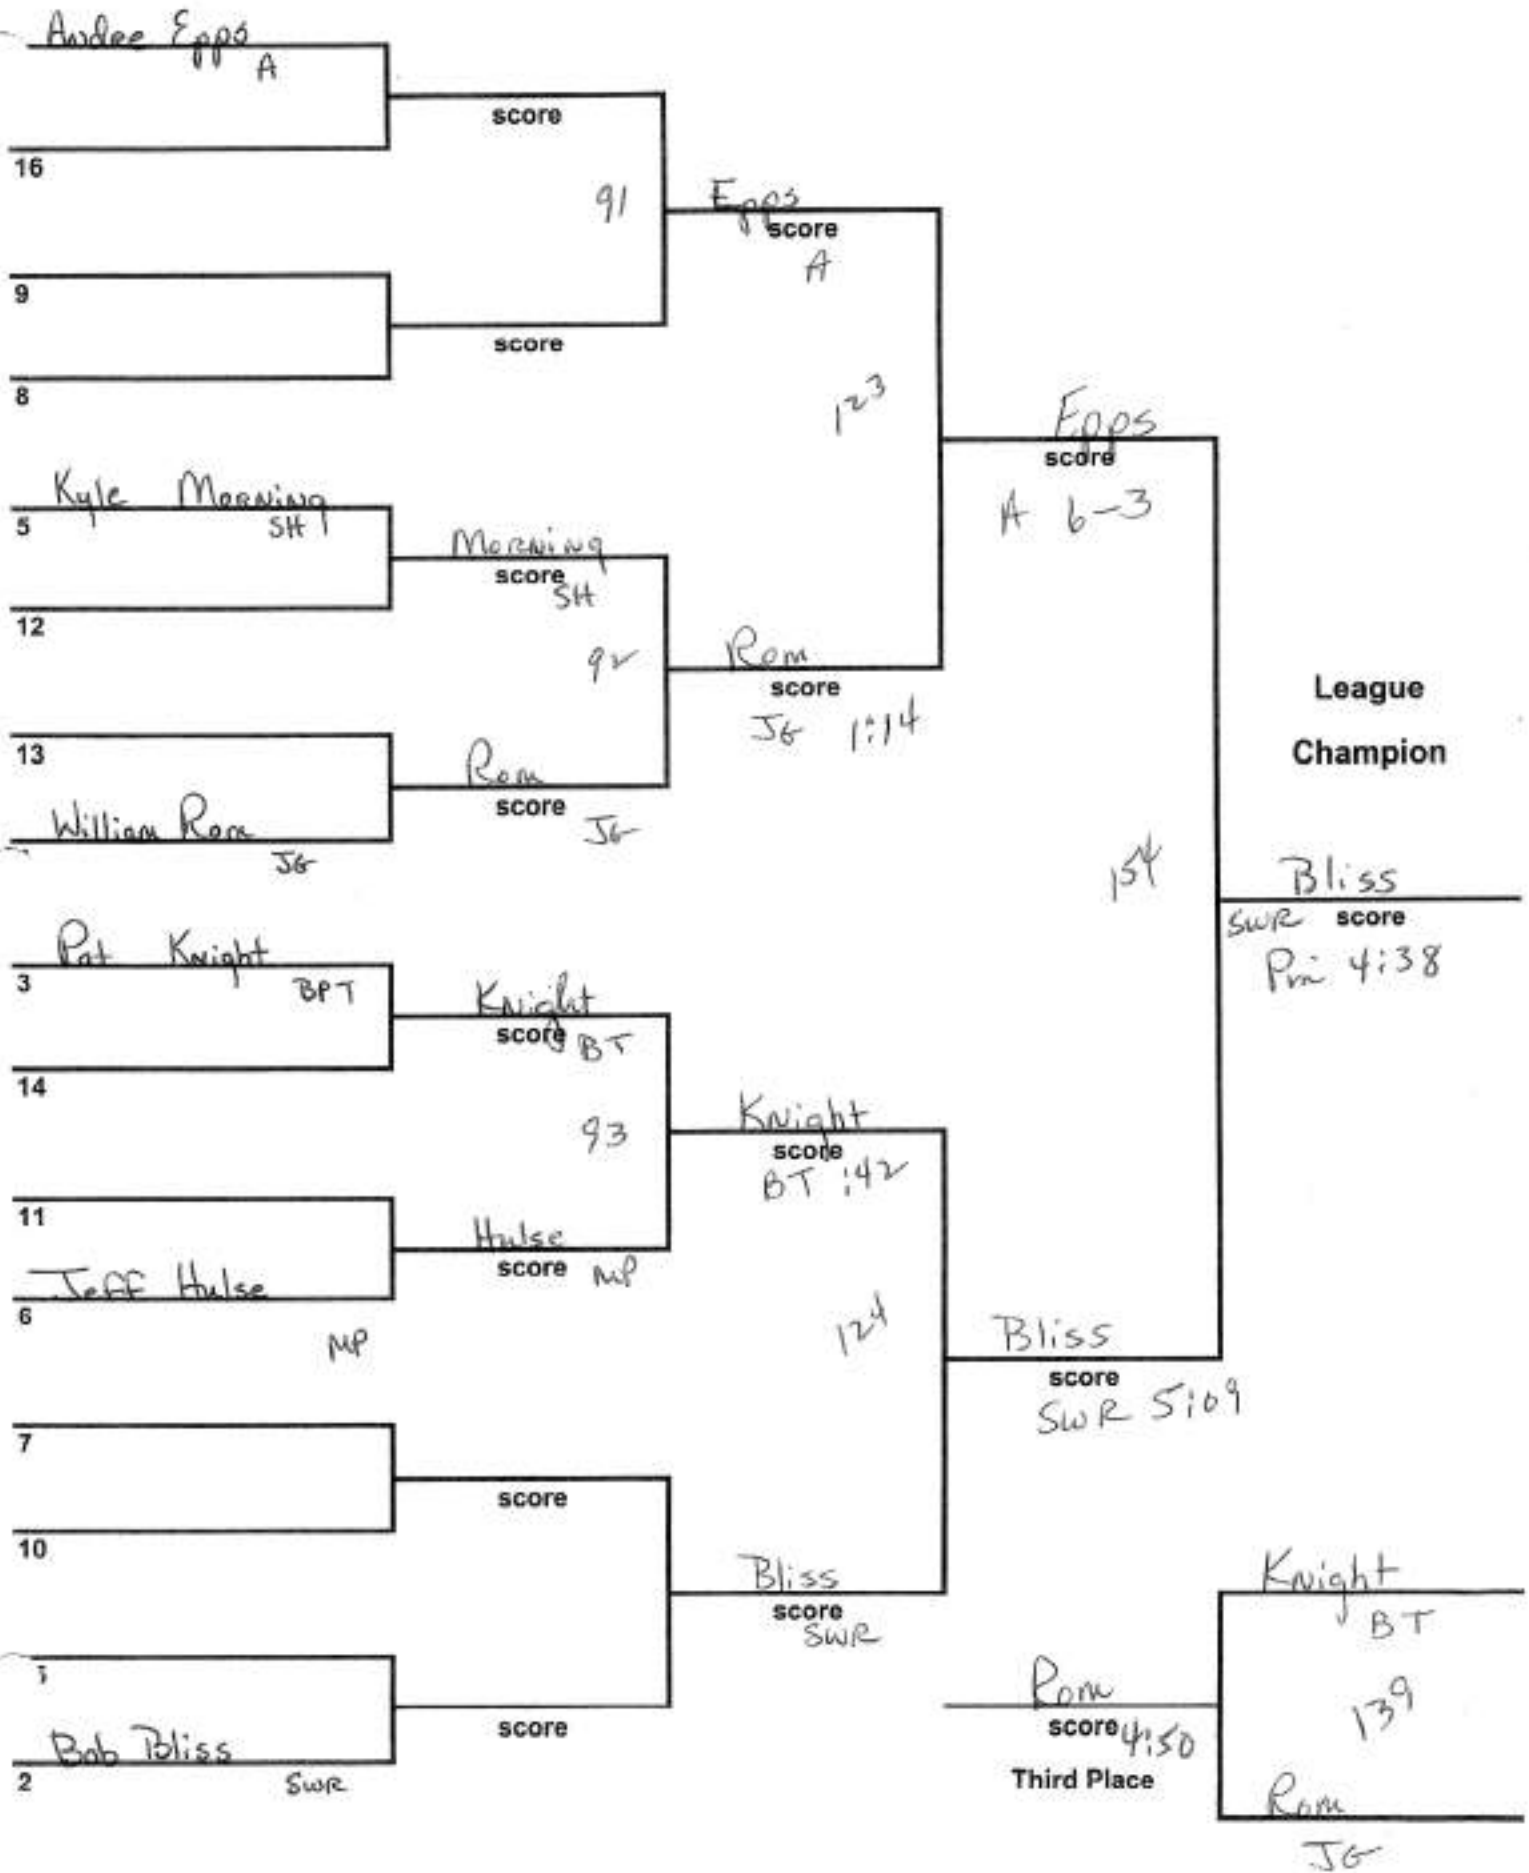 Andree Epps
A
score
16
91
Epps
score
A
9
score
8
123
Epps
score
A 6-3
Kyle Morning
5
SH
Morning
score
SH
12
92
Rom
score
JG 1:14
League
Champion
13
Rom
score
JG
William Rom
JG
154
Bliss
SWR score
Pin 4:38
Pat Knight
3
BPT
Knight
score
BT
14
93
Knight
score
BT :42
11
Hulse
score MP
Jeff Hulse
6
MP
124
Bliss
score
SWR 5:09
7
score
10
Bliss
score
SWR
Knight
BT
Rom
score 4:50
139
Third Place
score
Bob Bliss
2
SWR
Rom
JG